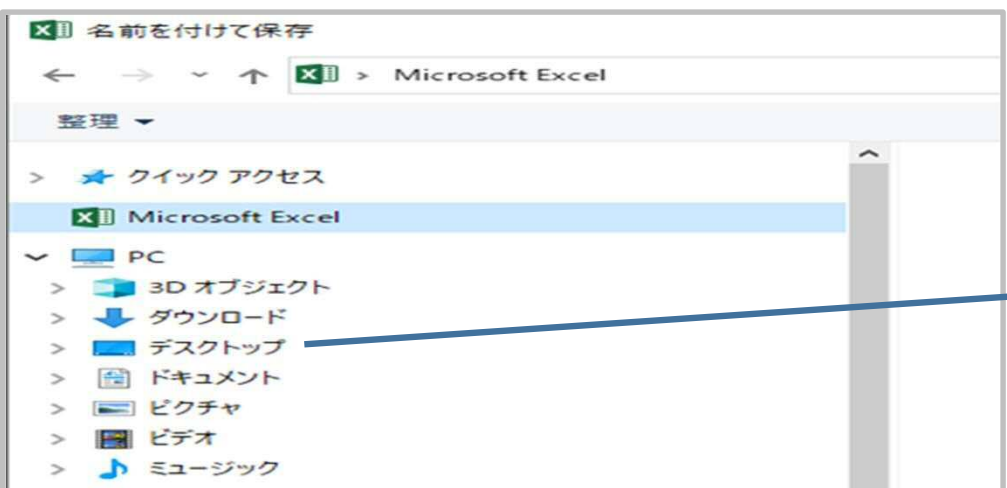 名前を付けて保存
Microsoft Excel
整理
クイック アクセス
Microsoft Excel
PC
3D オブジェクト
ダウンロード
デスクトップ
ドキュメント
ピクチャ
ビデオ
ミュージック